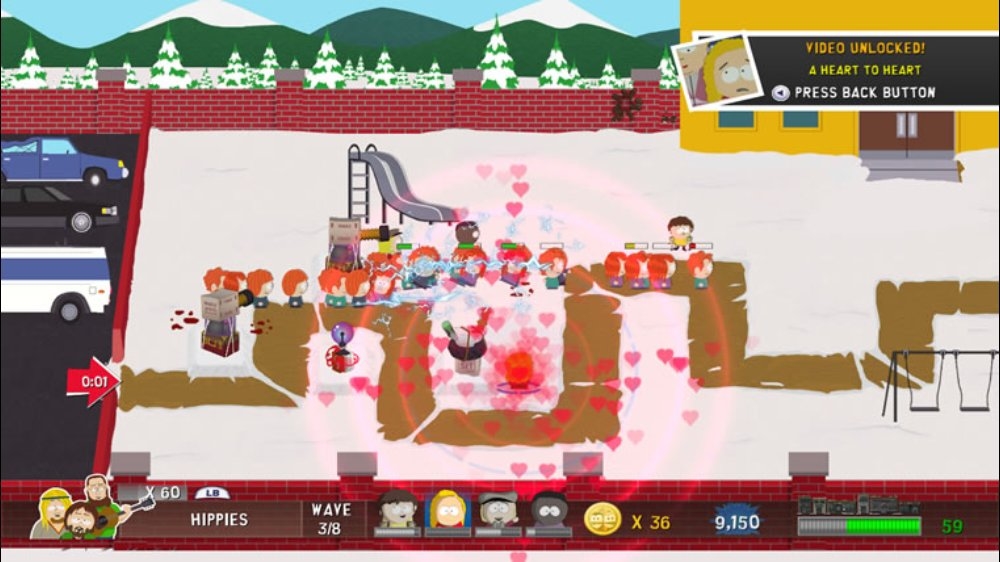 VIDEO UNLOCKED!
A HEART TO HEART
PRESS BACK BUTTON
0:01
X 60
LB
HIPPIES
WAVE
3/8
X 36
9,150
59